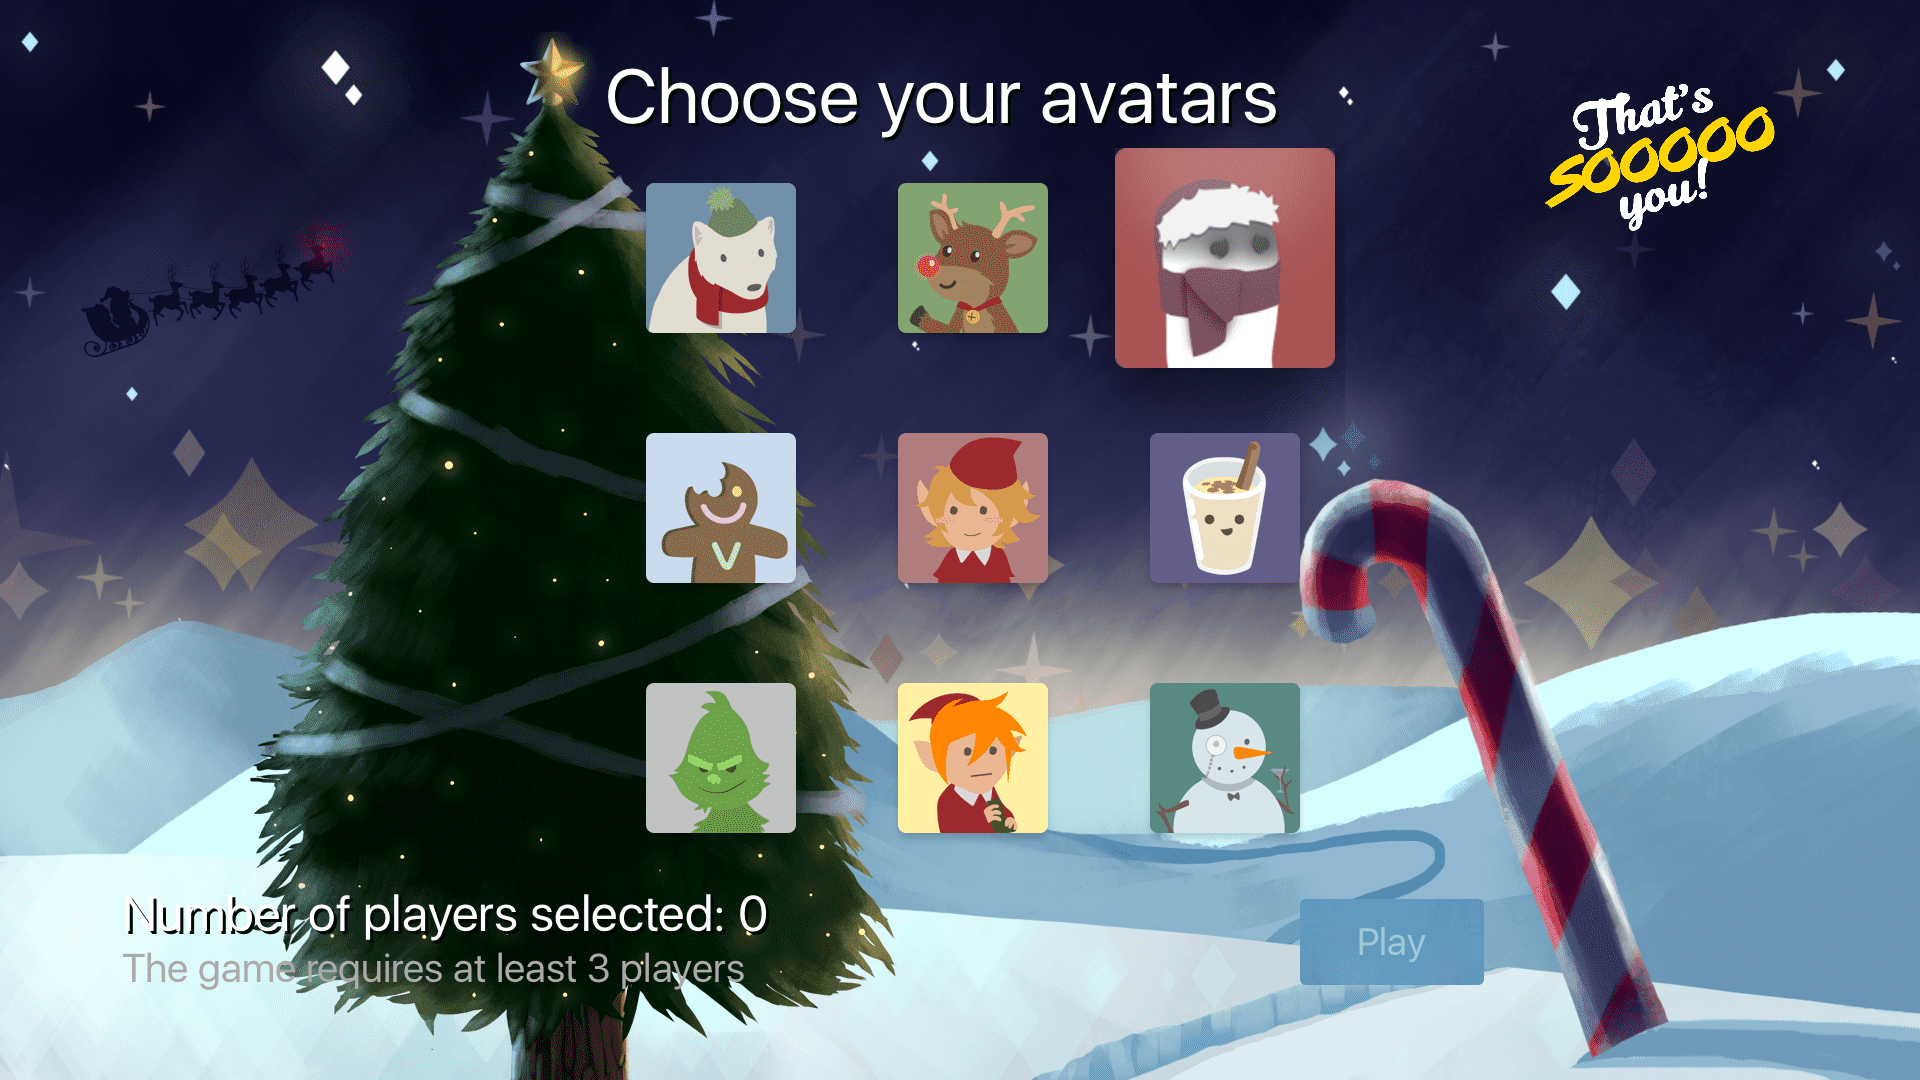 Choose your avatars
That's
SOOOOO
you!
Number of players selected: 0
The game requires at least 3 players
Play